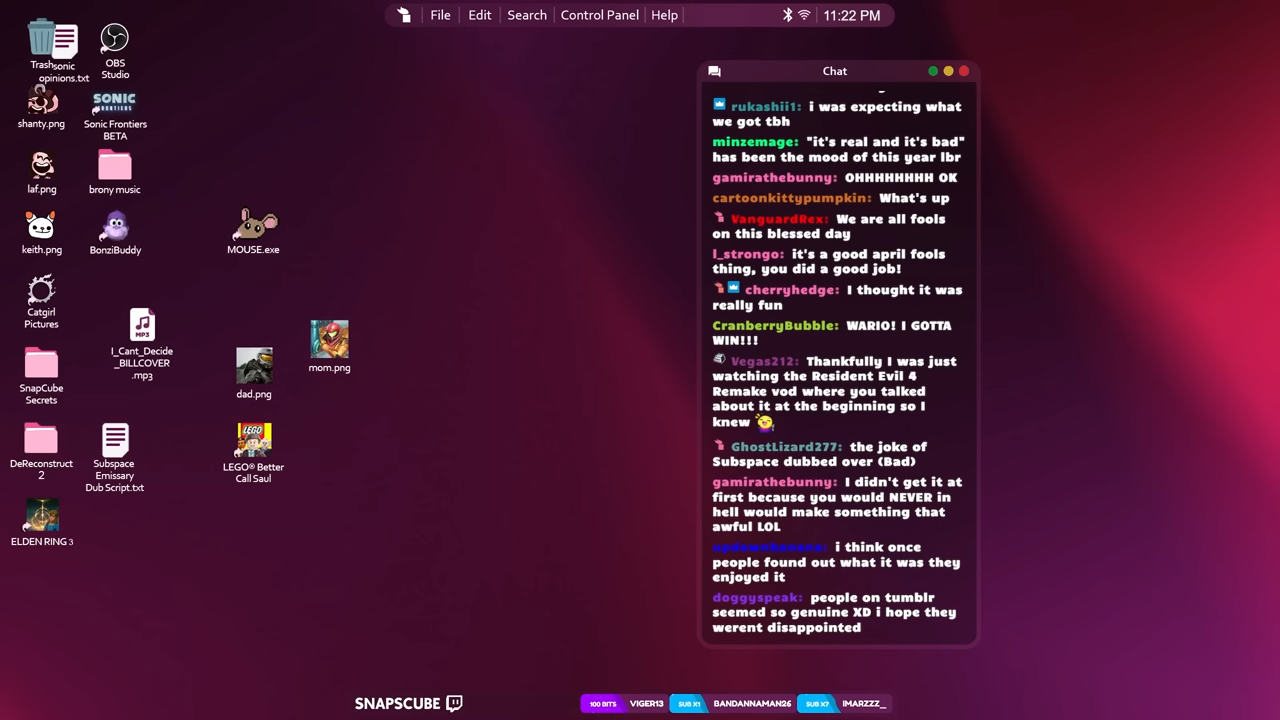 File Edit Search Control Panel Help 11:22 PM
Trash
sonic opinions.txt
OBS Studio
shanty.png
SONIC FRONTIERS
Sonic Frontiers BETA
laf.png
brony music
keith.png
BonziBuddy
MOUSE.exe
Catgirl Pictures
MP3
I_Cant_Decide
_BILLCOVER
.mp3
dad.png
mom.png
SnapCube Secrets
DeReconstruct 2
Subspace Emissary Dub Script.txt
LEGO
LEGO® Better Call Saul
ELDEN RING 3
Chat
rukashii1: i was expecting what
we got tbh
minzemage: "it's real and it's bad"
has been the mood of this year lbr
gamirathebunny: OHHHHHHHH OK
cartoonkittypumpkin: What's up
VanguardRex: We are all fools
on this blessed day
l_strongo: it's a good april fools
thing, you did a good job!
cherryhedge: I thought it was
really fun
CranberryBubble: WARIO! I GOTTA
WIN!!!
Vegas212: Thankfully I was just
watching the Resident Evil 4
Remake vod where you talked
about it at the beginning so I
knew
GhostLizard277: the joke of
Subspace dubbed over (Bad)
gamirathebunny: I didn't get it at
first because you would NEVER in
hell would make something that
awful LOL
updownbanana: i think once
people found out what it was they
enjoyed it
doggyspeak: people on tumblr
seemed so genuine XD i hope they
werent disappointed
SNAPSCUBE
100 BITS VIGER13 SUB X1 BANDANNAMAN26 SUB X7 IMARZZZ_